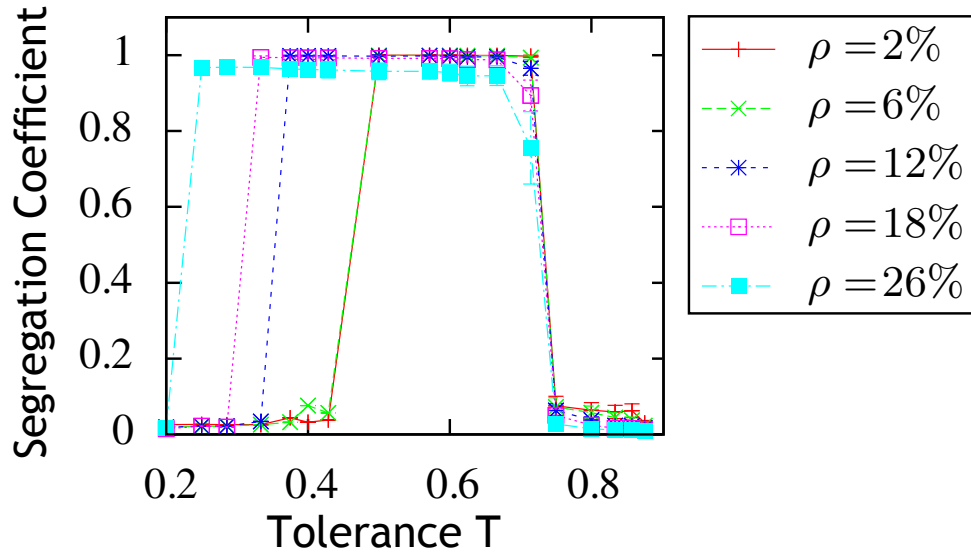 Segregation Coefficient
1
0.8
0.6
0.4
0.2
0
0.2 0.4 0.6 0.8
Tolerance T
ρ = 2%
ρ = 6%
ρ = 12%
ρ = 18%
ρ = 26%